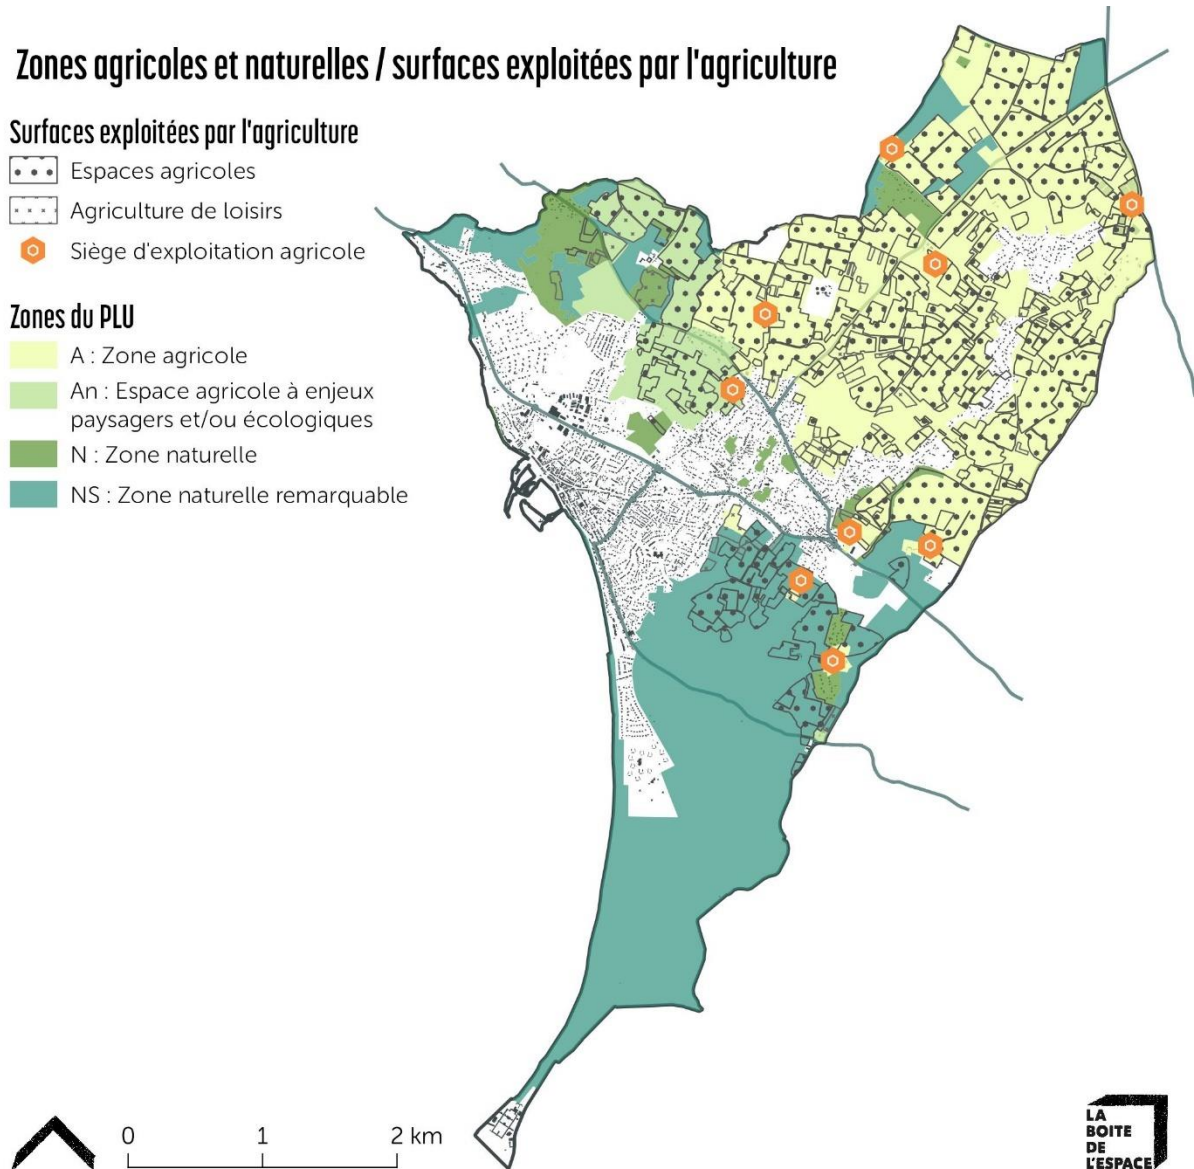 Zones agricoles et naturelles / surfaces exploitées par l'agriculture
Surfaces exploitées par l'agriculture
Espaces agricoles
Agriculture de loisirs
Siège d'exploitation agricole
Zones du PLU
A : Zone agricole
An : Espace agricole à enjeux
paysagers et/ou écologiques
N : Zone naturelle
NS : Zone naturelle remarquable
0 1 2 km
LA
BOITE
DE
L'ESPACE